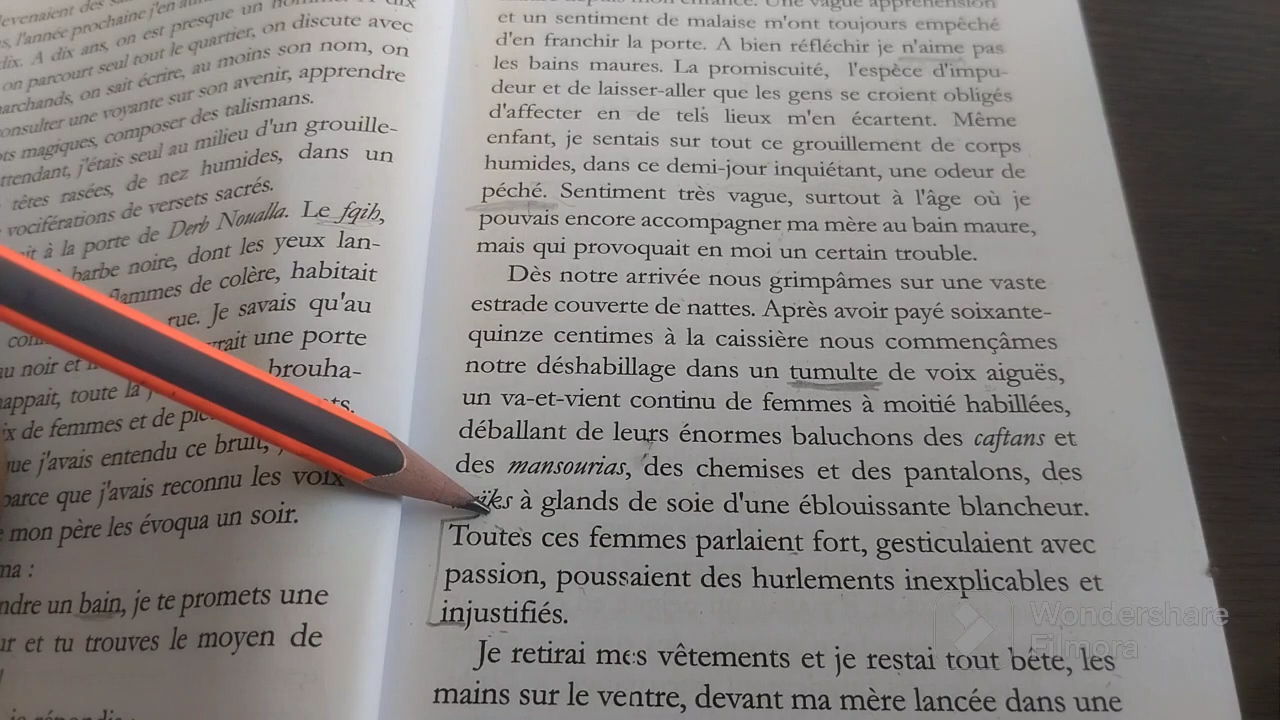 dix. A dix ans, on est presque un
on parcourt seul tout le quartier, on discute avec
marchands, on sait écrire, au moins son nom, on
consulter une voyante sur son avenir, apprendre
magiques, composer des talismans.
j'étais seul au milieu d'un grouille-
têtes rasées, de nez humides, dans un
vociférations de versets sacrés.
à la porte de Derb Noualla. Le fqih,
barbe noire, dont les yeux lan-
flammes de colère, habitait
rue. Je savais qu'au
une porte
noir et
brouha-
toute la
de femmes et de
que j'avais entendu ce bruit,
parce que j'avais reconnu les voix
mon père les évoqua un soir.
un bain, je te promets une
et tu trouves le moyen de
Une vague appréhension
et un sentiment de malaise m'ont toujours empêché
d'en franchir la porte. A bien réfléchir je n'aime pas
les bains maures. La promiscuité, l'espèce d'impu-
deur et de laisser-aller que les gens se croient obligés
d'affecter en de tels lieux m'en écartent. Même
enfant, je sentais sur tout ce grouillement de corps
humides, dans ce demi-jour inquiétant, une odeur de
péché. Sentiment très vague, surtout à l'âge où je
pouvais encore accompagner ma mère au bain maure,
mais qui provoquait en moi un certain trouble.
Dès notre arrivée nous grimpâmes sur une vaste
estrade couverte de nattes. Après avoir payé soixante-
quinze centimes à la caissière nous commençâmes
notre déshabillage dans un tumulte de voix aiguës,
un va-et-vient continu de femmes à moitié habillées,
déballant de leurs énormes baluchons des caftans et
des mansourias, des chemises et des pantalons, des
à glands de soie d'une éblouissante blancheur.
Toutes ces femmes parlaient fort, gesticulaient avec
passion, poussaient des hurlements inexplicables et
injustifiés.
Je retirai mes vêtements et je restai tout bête, les
mains sur le ventre, devant ma mère lancée dans une
Wondershare
Filmora